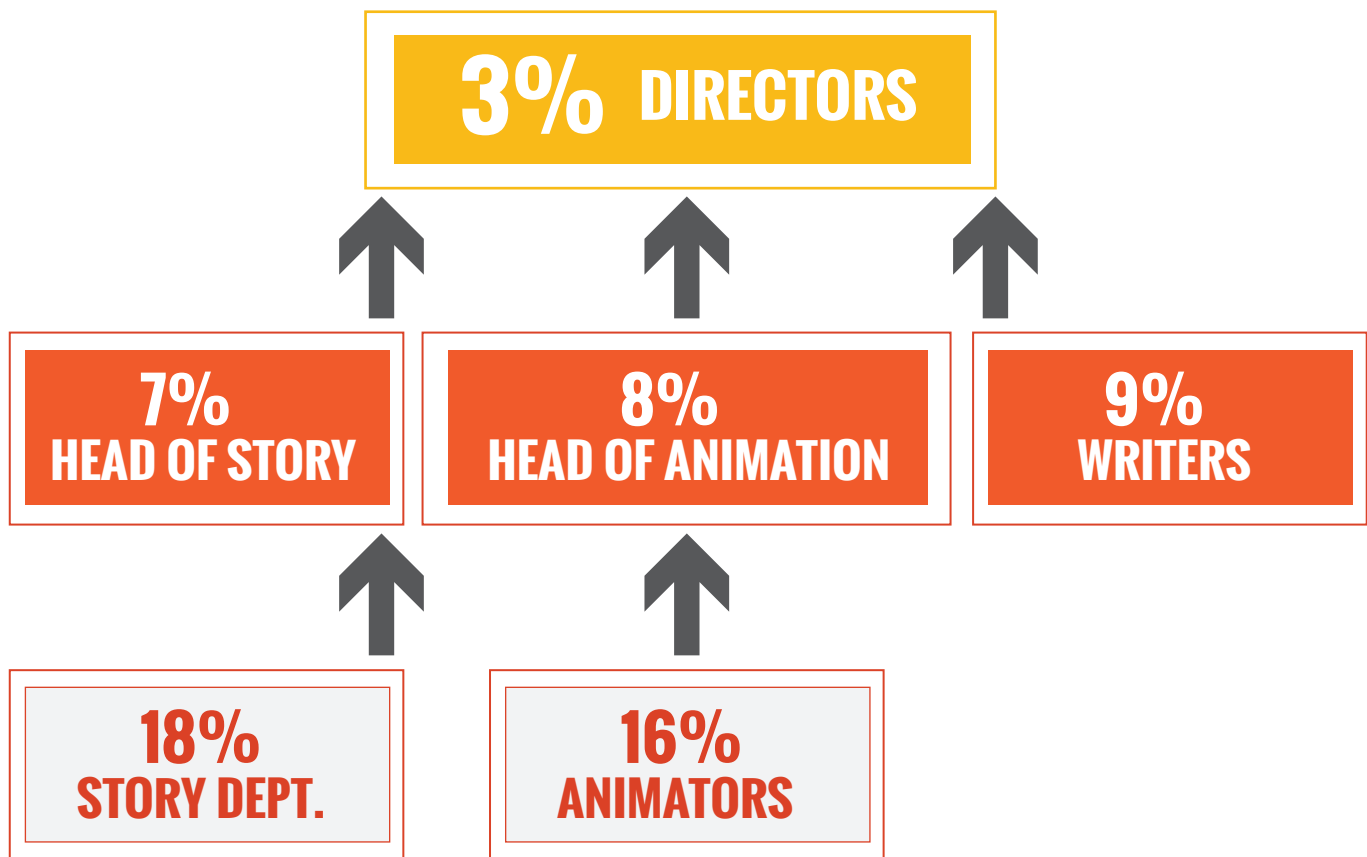 3% DIRECTORS
7%
HEAD OF STORY
8%
HEAD OF ANIMATION
9%
WRITERS
18%
STORY DEPT.
16%
ANIMATORS